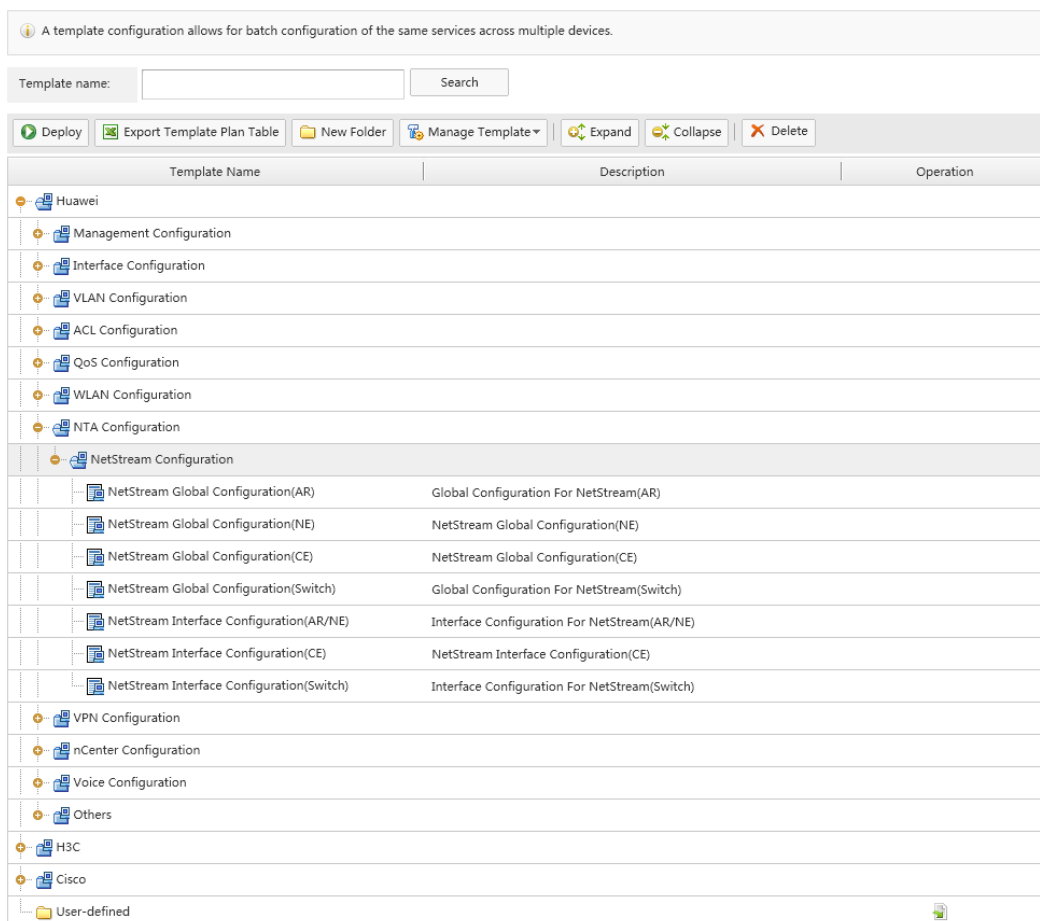 A template configuration allows for batch configuration of the same services across multiple devices.
Template name: Search
Deploy Export Template Plan Table New Folder Manage Template Expand Collapse Delete
Template Name Description Operation
Huawei
Management Configuration
Interface Configuration
VLAN Configuration
ACL Configuration
QoS Configuration
WLAN Configuration
NTA Configuration
NetStream Configuration
NetStream Global Configuration(AR) Global Configuration For NetStream(AR)
NetStream Global Configuration(NE) NetStream Global Configuration(NE)
NetStream Global Configuration(CE) NetStream Global Configuration(CE)
NetStream Global Configuration(Switch) Global Configuration For NetStream(Switch)
NetStream Interface Configuration(AR/NE) Interface Configuration For NetStream(AR/NE)
NetStream Interface Configuration(CE) NetStream Interface Configuration(CE)
NetStream Interface Configuration(Switch) Interface Configuration For NetStream(Switch)
VPN Configuration
nCenter Configuration
Voice Configuration
Others
H3C
Cisco
User-defined